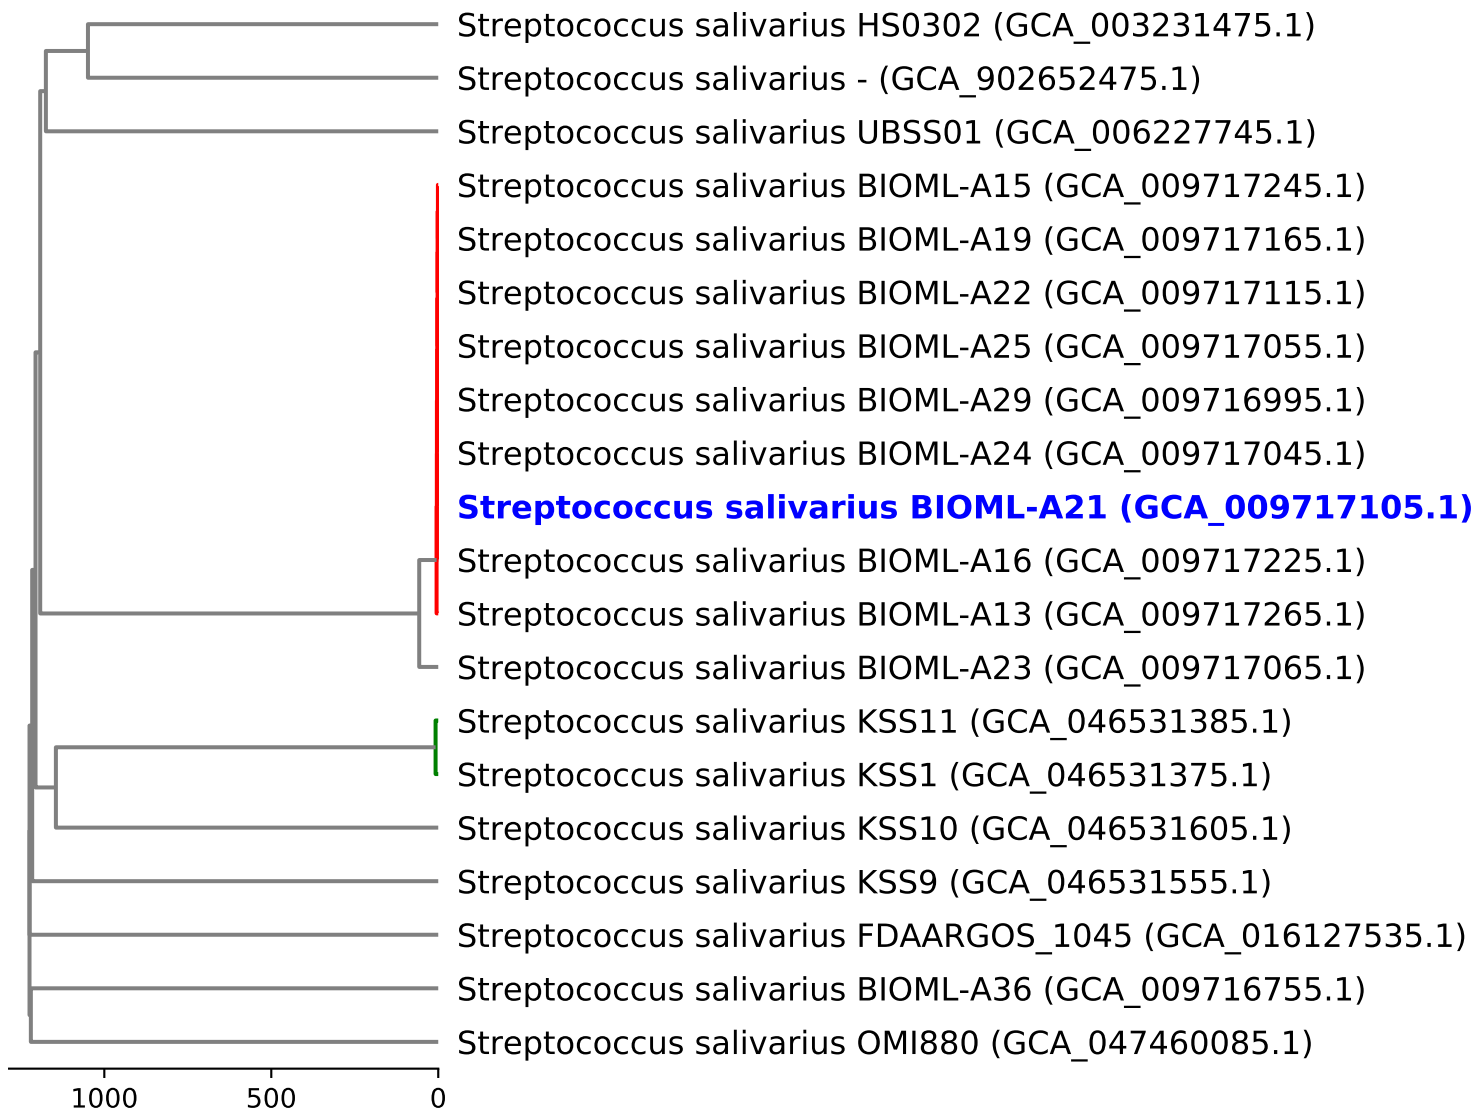 Streptococcus salivarius HS0302 (GCA_003231475.1)
Streptococcus salivarius - (GCA_902652475.1)
Streptococcus salivarius UBSS01 (GCA_006227745.1)
Streptococcus salivarius BIOML-A15 (GCA_009717245.1)
Streptococcus salivarius BIOML-A19 (GCA_009717165.1)
Streptococcus salivarius BIOML-A22 (GCA_009717115.1)
Streptococcus salivarius BIOML-A25 (GCA_009717055.1)
Streptococcus salivarius BIOML-A29 (GCA_009716995.1)
Streptococcus salivarius BIOML-A24 (GCA_009717045.1)
Streptococcus salivarius BIOML-A21 (GCA_009717105.1)
Streptococcus salivarius BIOML-A16 (GCA_009717225.1)
Streptococcus salivarius BIOML-A13 (GCA_009717265.1)
Streptococcus salivarius BIOML-A23 (GCA_009717065.1)
Streptococcus salivarius KSS11 (GCA_046531385.1)
Streptococcus salivarius KSS1 (GCA_046531375.1)
Streptococcus salivarius KSS10 (GCA_046531605.1)
Streptococcus salivarius KSS9 (GCA_046531555.1)
Streptococcus salivarius FDAARGOS_1045 (GCA_016127535.1)
Streptococcus salivarius BIOML-A36 (GCA_009716755.1)
Streptococcus salivarius OMI880 (GCA_047460085.1)
1000 500 0